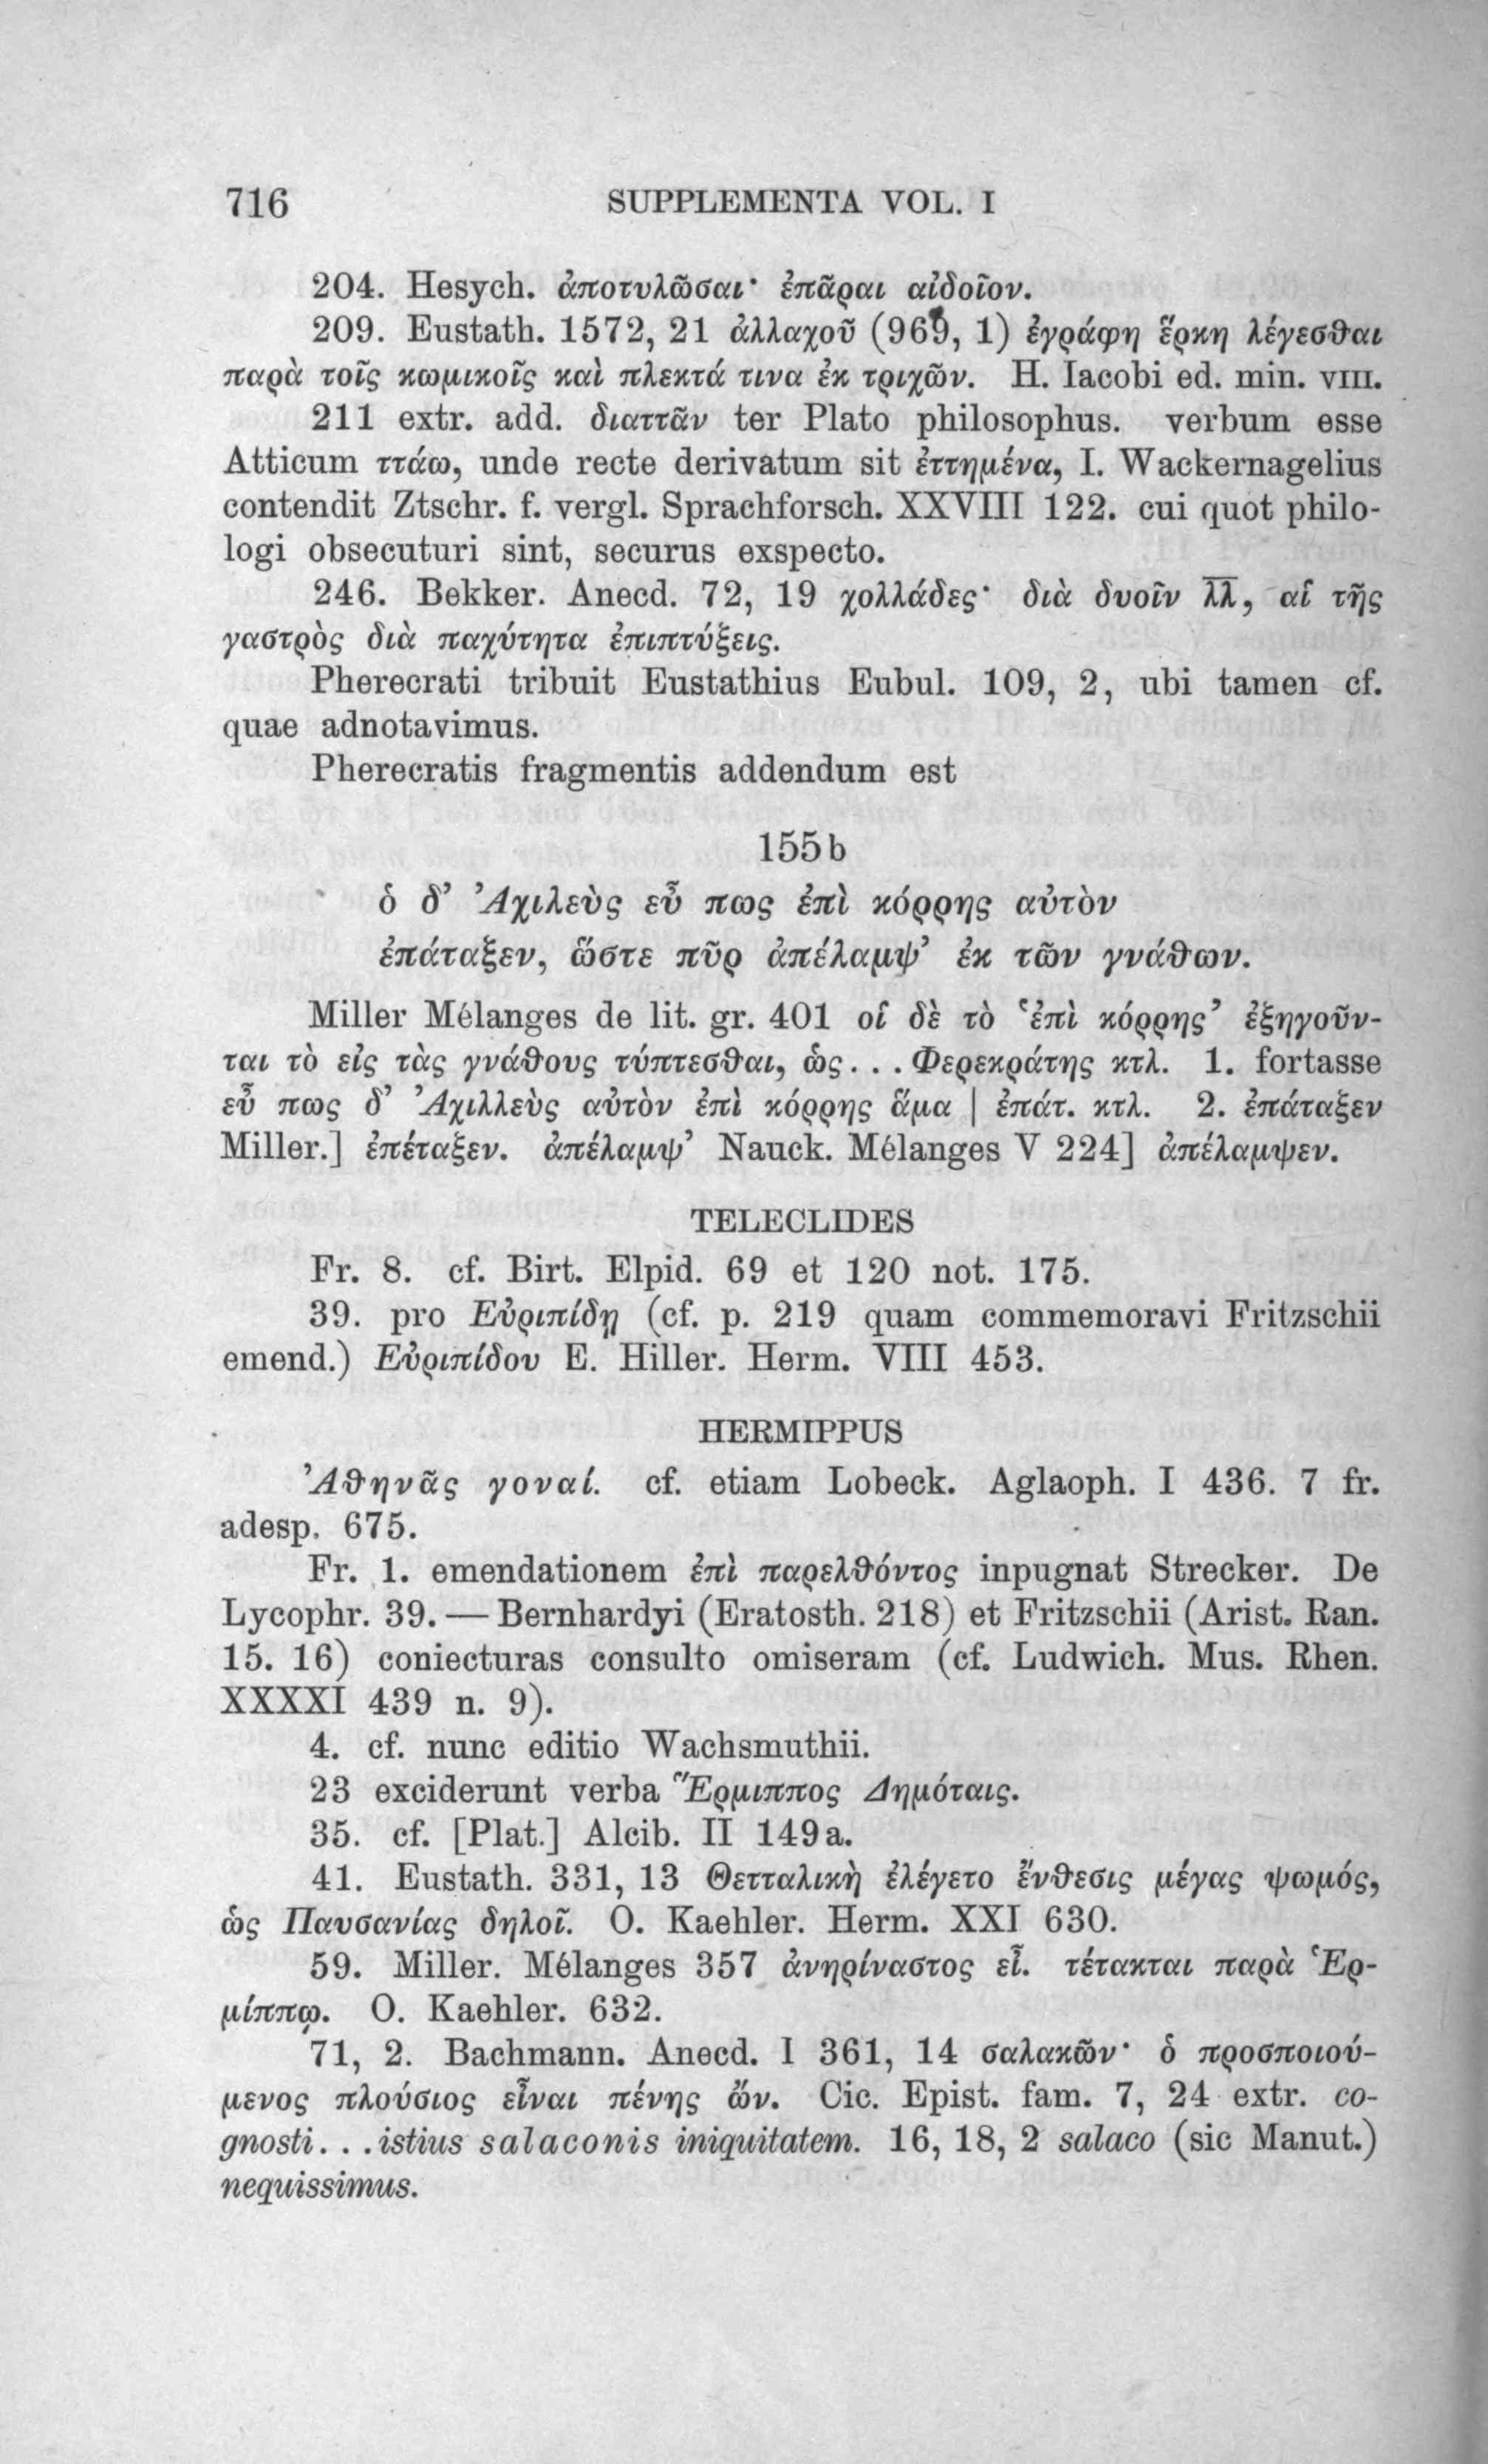 716 SUPPLEMENTA VOL. I
204. Hesych. ἀποτυλῶσαι· ἐπᾶραι αἰδοῖον.
209. Eustath. 1572, 21 ἀλλαχοῦ (969, 1) ἐγράφη ἕρκη λέγεσθαι
παρὰ τοῖς κωμικοῖς καὶ πλεκτά τινα ἐκ τριχῶν. H. Iacobi ed. min. VIII.
211 extr. add. διαττᾶν ter Plato philosophus. verbum esse
Atticum ττάω, unde recte derivatum sit ἐττημένα, I. Wackernagelius
contendit Ztschr. f. vergl. Sprachforsch. XXVIII 122. cui quot philo-
logi obsecuturi sint, securus exspecto.
246. Bekker. Anecd. 72, 19 χολλάδες· διὰ δυοῖν λ̅λ̅, αἱ τῆς
γαστρὸς διὰ παχύτητα ἐπιπτύξεις.
Pherecrati tribuit Eustathius Eubul. 109, 2, ubi tamen cf.
quae adnotavimus.
Pherecratis fragmentis addendum est
155b
ὁ δ’ Ἀχιλεὺς εὖ πως ἐπὶ κόρρης αὐτὸν
ἐπάταξεν, ὥστε πῦρ ἀπέλαμψ’ ἐκ τῶν γνάθων.
Miller Mélanges de lit. gr. 401 οἱ δὲ τὸ ‘ἐπὶ κόρρης’ ἐξηγοῦν-
ται τὸ εἰς τὰς γνάθους τύπτεσθαι, ὡς... Φερεκράτης κτλ. 1. fortasse
εὖ πως δ’ Ἀχιλλεὺς αὐτὸν ἐπὶ κόρρης ἅμα | ἐπάτ. κτλ. 2. ἐπάταξεν
Miller.] ἐπέταξεν. ἀπέλαμψ’ Nauck. Mélanges V 224] ἀπέλαμψεν.
TELECLIDES
Fr. 8. cf. Birt. Elpid. 69 et 120 not. 175.
39. pro Εὐριπίδῃ (cf. p. 219 quam commemoravi Fritzschii
emend.) Εὐριπίδου E. Hiller. Herm. VIII 453.
HERMIPPUS
Ἀθηνᾶς γοναί. cf. etiam Lobeck. Aglaoph. I 436. 7 fr.
adesp. 675.
Fr. 1. emendationem ἐπὶ παρελθόντος inpugnat Strecker. De
Lycophr. 39. — Bernhardyi (Eratosth. 218) et Fritzschii (Arist. Ran.
15. 16) coniecturas consulto omiseram (cf. Ludwich. Mus. Rhen.
XXXXI 439 n. 9).
4. cf. nunc editio Wachsmuthii.
23 exciderunt verba Ἕρμιππος Δημόταις.
35. cf. [Plat.] Alcib. II 149a.
41. Eustath. 331, 13 Θετταλικὴ ἐλέγετο ἔνθεσις μέγας ψωμός,
ὡς Παυσανίας δηλοῖ. O. Kaehler. Herm. XXI 630.
59. Miller. Mélanges 357 ἀνηρίναστος εἶ. τέτακται παρὰ Ἑρ-
μίππῳ. O. Kaehler. 632.
71, 2. Bachmann. Anecd. I 361, 14 σαλακῶν· ὁ προσποιού-
μενος πλούσιος εἶναι πένης ὤν. Cic. Epist. fam. 7, 24 extr. co-
gnosti... istius salaconis iniquitatem. 16, 18, 2 salaco (sic Manut.)
nequissimus.